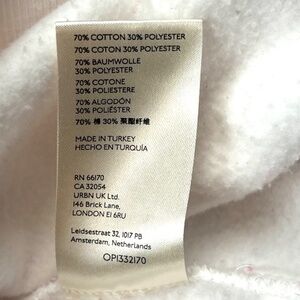 70% COTTON 30% POLYESTER
70% COTON 30% POLYESTER
70% BAUMWOLLE
30% POLYESTER
70% COTONE
30% POLIESTERE
70% ALGODÓN
30% POLIÉSTER
70% 棉 30% 聚酯纤维
MADE IN TURKEY
HECHO EN TURQUÍA
RN 66170
CA 32054
URBN UK Ltd.
146 Brick Lane,
LONDON E1 6RU
Leidsestraat 32, 1017 PB
Amsterdam, Netherlands
OP1332170